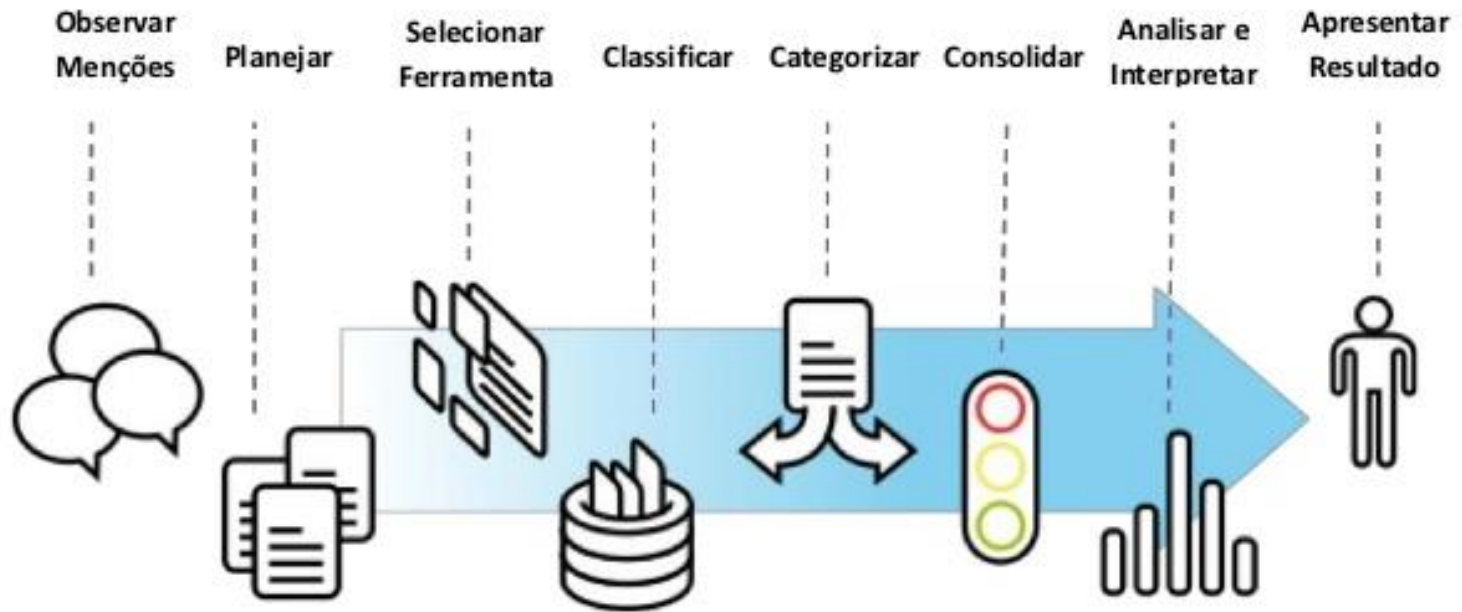 Observar
Menções
Planejar
Selecionar
Ferramenta
Classificar
Categorizar
Consolidar
Analisar e
Interpretar
Apresentar
Resultado